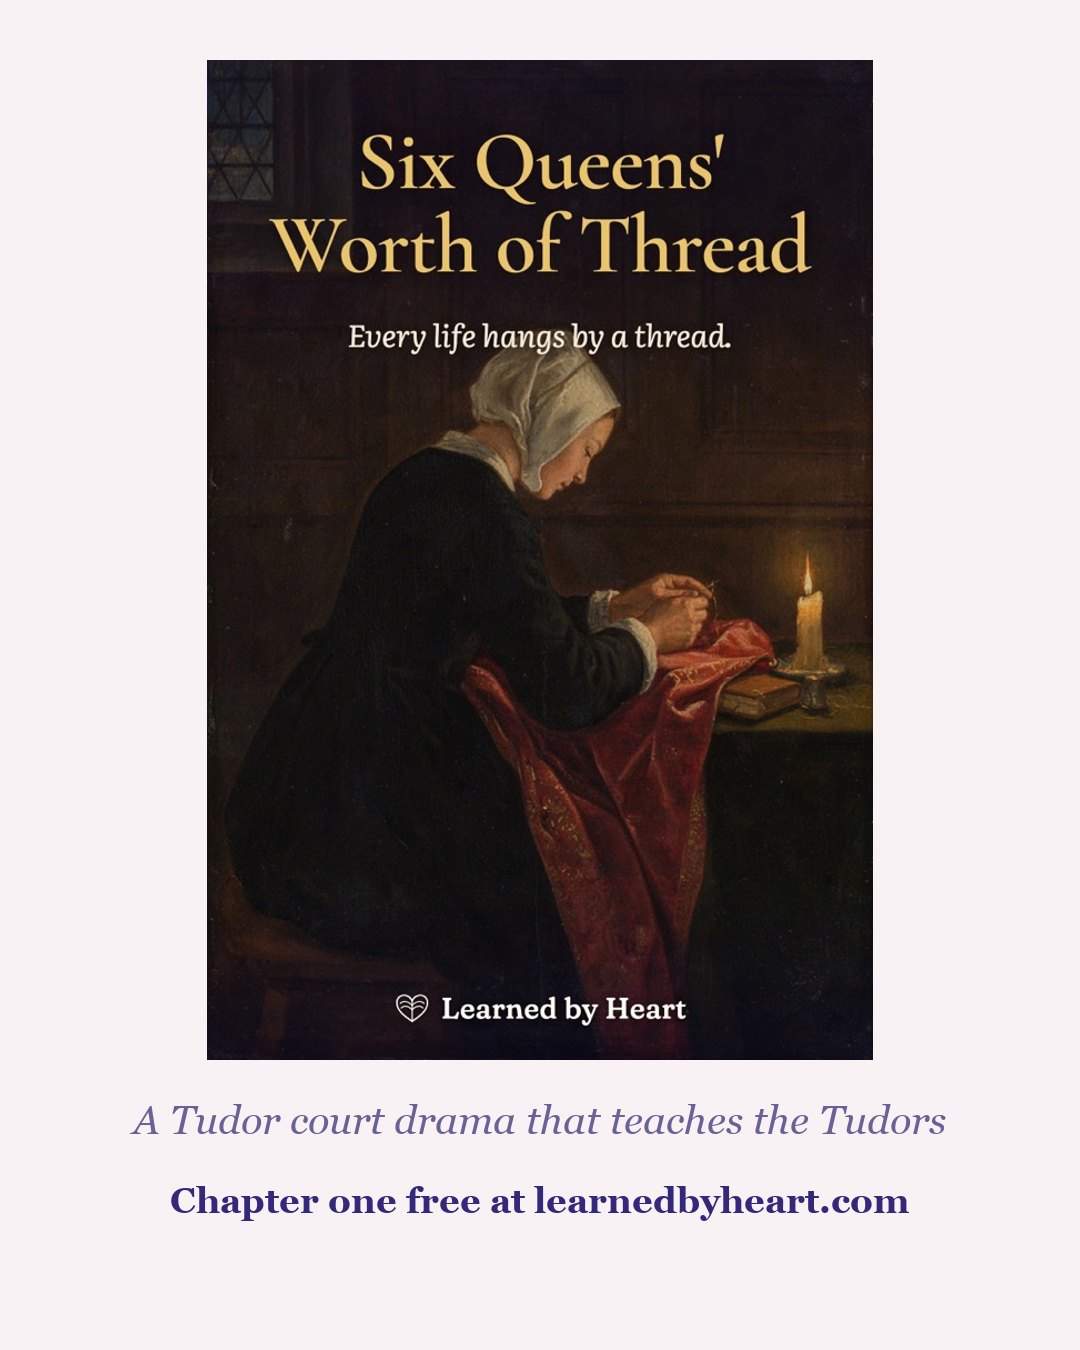 Six Queens'
Worth of Thread
Every life hangs by a thread.
Learned by Heart
A Tudor court drama that teaches the Tudors
Chapter one free at learnedbyheart.com